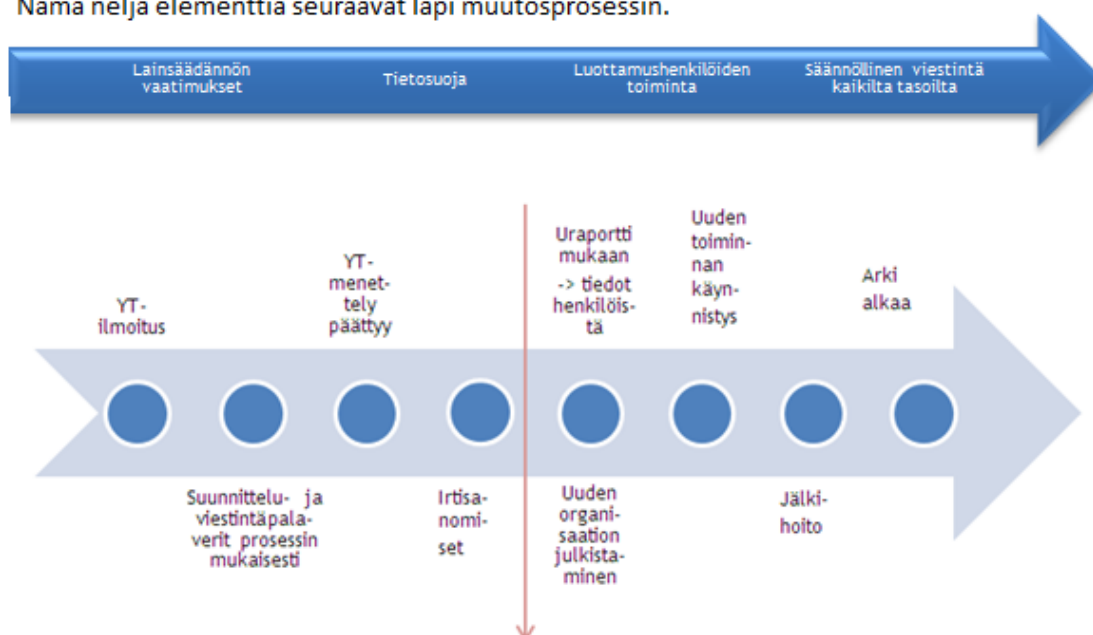 Nämä neljä elementtiä seuraavat läpi muutosprosessin.
Lainsäädännön
vaatimukset
Tietosuoja
Luottamushenkilöiden
toiminta
Säännöllinen viestintä
kaikilta tasoilta
YT-
ilmoitus
Suunnittelu- ja
viestintäpala-
verit prosessin
mukaisesti
YT-
menet-
tely
päättyy
Irtisa-
nomi-
set
Uraportti
mukaan
-> tiedot
henkilöis-
tä
Uuden
organi-
saation
julkista-
minen
Uuden
toimin-
nan
käyn-
nistys
Jälki-
hoito
Arki
alkaa